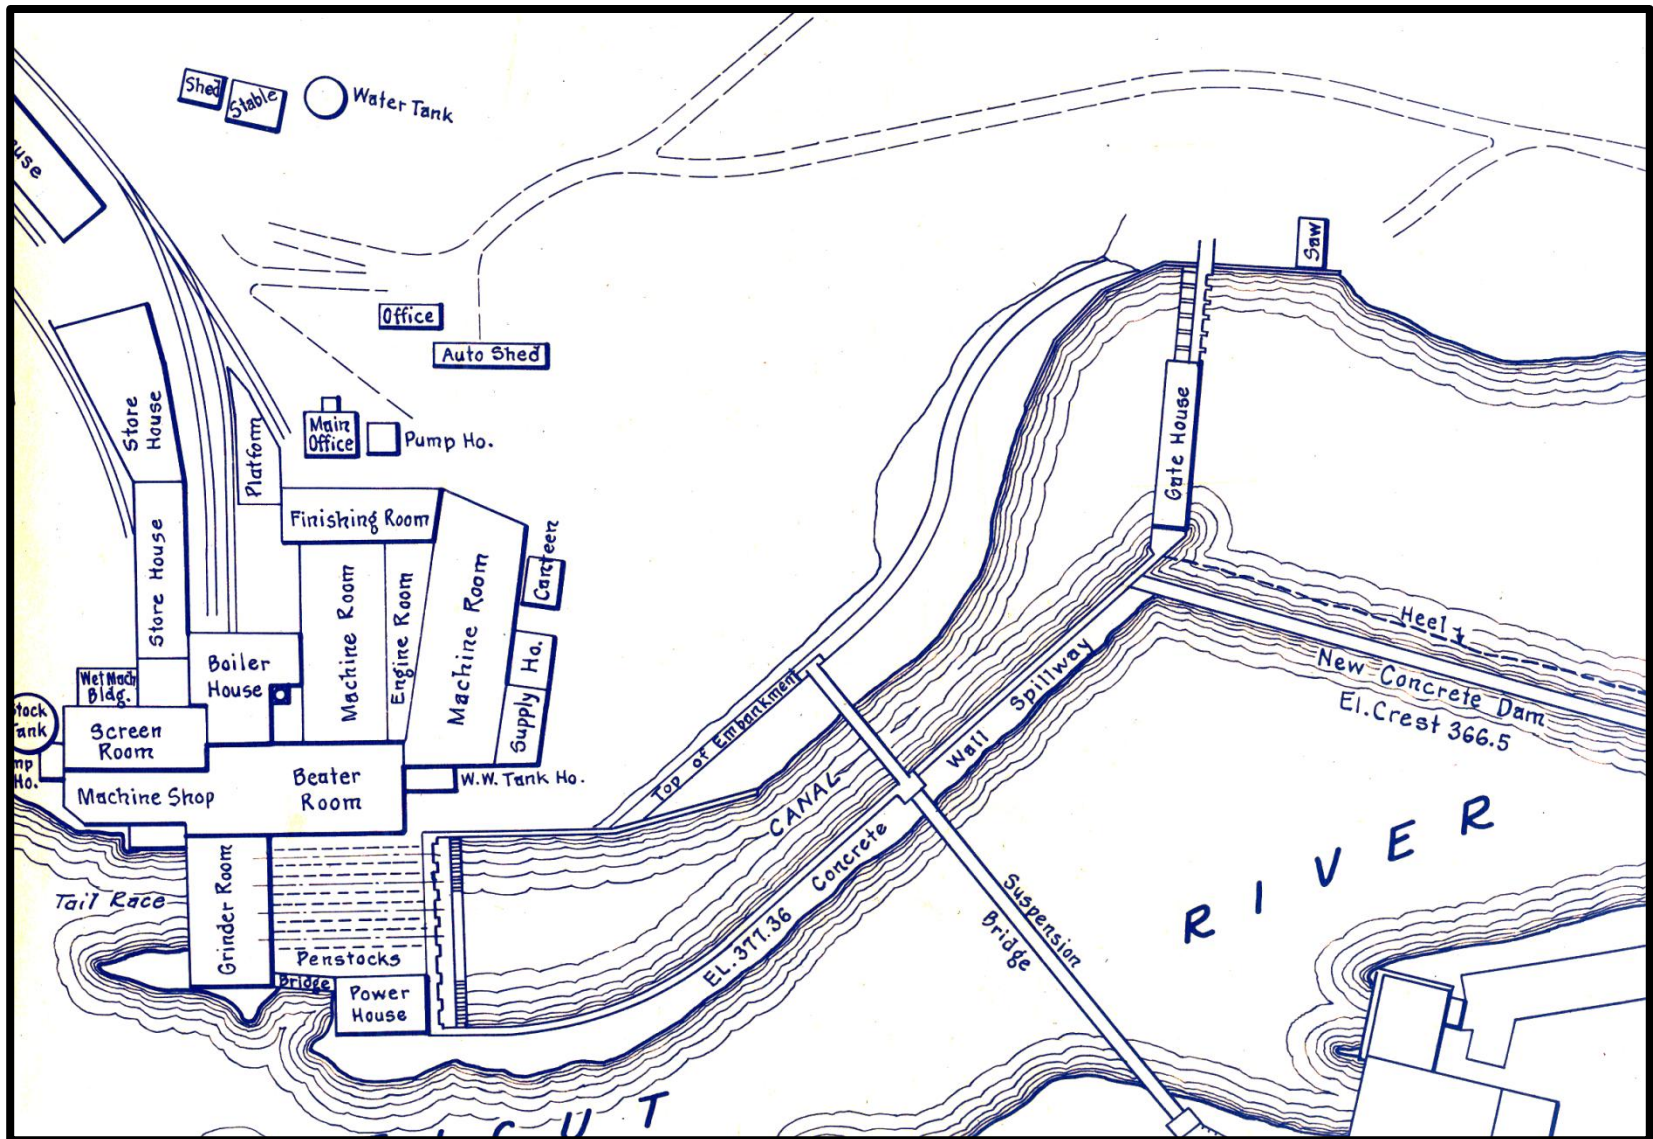 Shed
Stable
Water Tank
Saw
Office
Auto Shed
Store
House
Platform
Main
Office
Pump Ho.
Gate House
Finishing Room
Store House
Machine Room
Engine Room
Machine Room
Canteen
Supply Ho.
Boiler
House
Wet Mach
Bldg.
Screen
Room
Machine Shop
Beater
Room
W.W. Tank Ho.
Top of Embankment
CANAL
EL. 377.36 Concrete Wall Spillway
Heel
New Concrete Dam
El. Crest 366.5
Suspension
Bridge
RIVER
Tail Race
Grinder Room
Penstocks
Bridge
Power
House
CUT